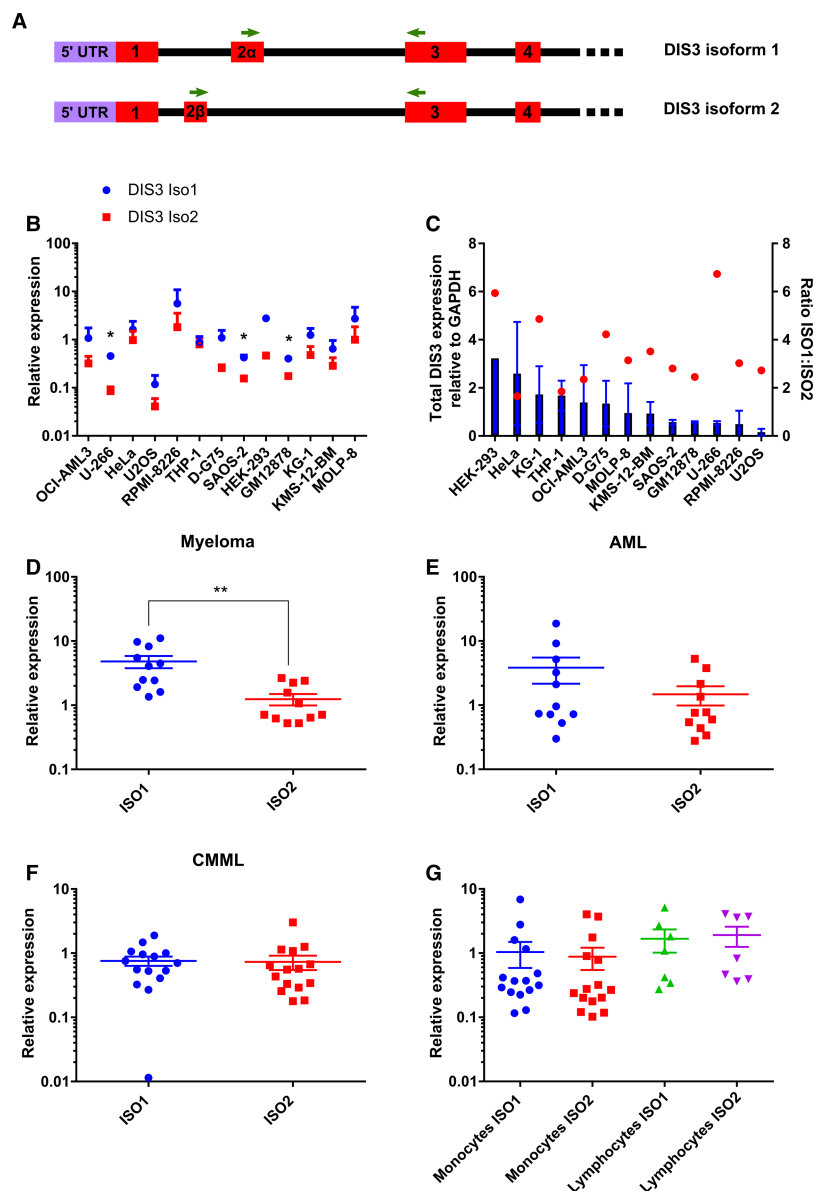 A
5' UTR 1 2α 3 4 DIS3 isoform 1
5' UTR 1 2β 3 4 DIS3 isoform 2
DIS3 Iso1
DIS3 Iso2
B
Relative expression
100
10
1
0.1
0.01
*
*
*
OCI-AML3
U-266
HeLa
U2OS
RPMI-8226
THP-1
D-G75
SAOS-2
HEK-293
GM12878
KG-1
KMS-12-BM
MOLP-8
C
Total DIS3 expression
relative to GAPDH
8
6
4
2
0
8
6
4
2
0
Ratio ISO1:ISO2
HEK-293
HeLa
KG-1
THP-1
OCI-AML3
D-G75
MOLP-8
KMS-12-BM
SAOS-2
GM12878
U-266
RPMI-8226
U2OS
D
Myeloma
Relative expression
100
10
1
0.1
**
ISO1
ISO2
E
AML
Relative expression
100
10
1
0.1
ISO1
ISO2
F
CMML
Relative expression
10
1
0.1
0.01
ISO1
ISO2
G
Relative expression
10
1
0.1
0.01
Monocytes ISO1
Monocytes ISO2
Lymphocytes ISO1
Lymphocytes ISO2